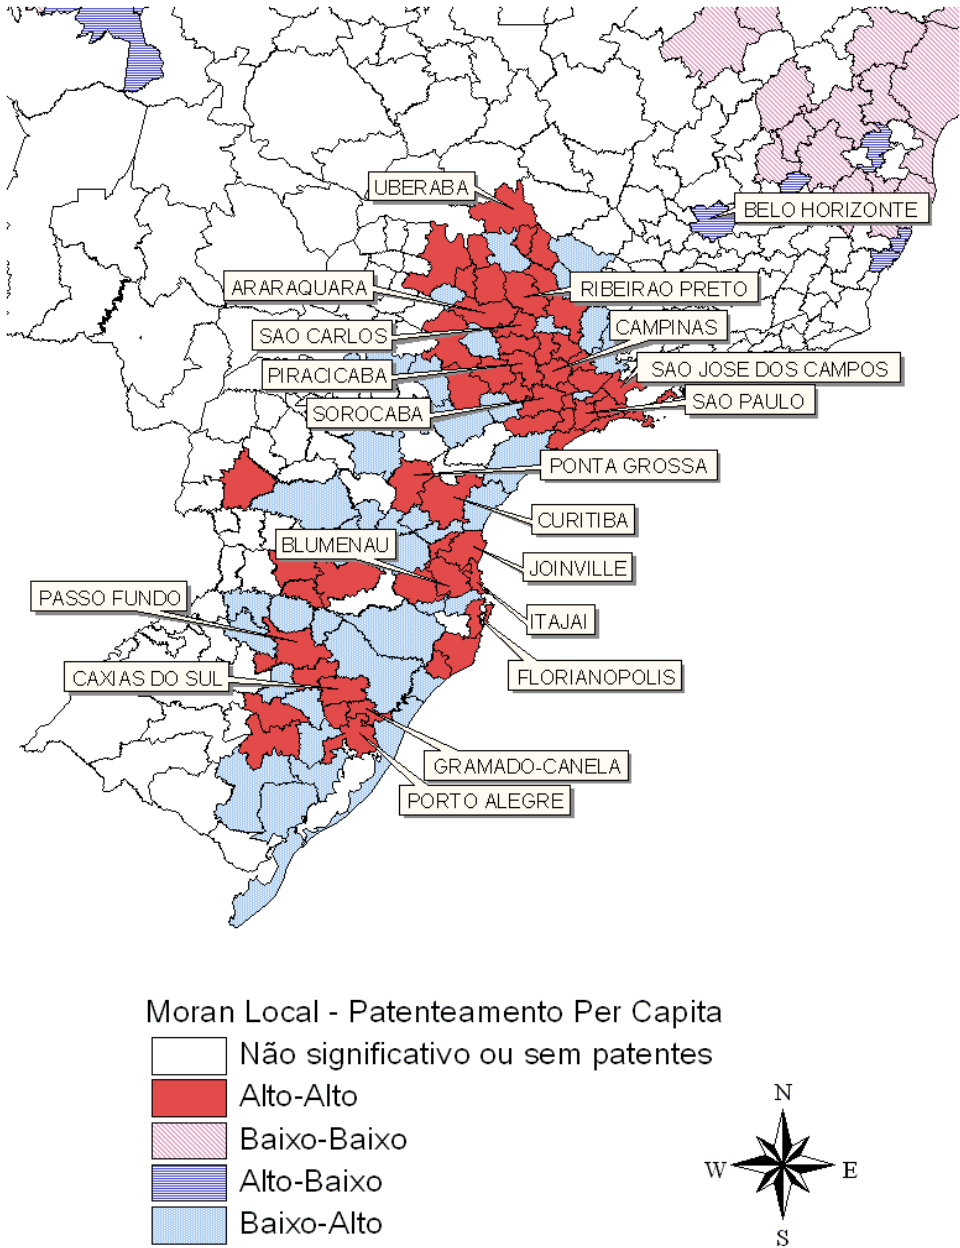 UBERABA
BELO HORIZONTE
ARARAQUARA
RIBEIRAO PRETO
SAO CARLOS
CAMPINAS
PIRACICABA
SAO JOSE DOS CAMPOS
SOROCABA
SAO PAULO
PONTA GROSSA
CURITIBA
BLUMENAU
JOINVILLE
PASSO FUNDO
ITAJAI
CAXIAS DO SUL
FLORIANOPOLIS
GRAMADO-CANELA
PORTO ALEGRE
Moran Local - Patenteamento Per Capita
Não significativo ou sem patentes
Alto-Alto
Baixo-Baixo
Alto-Baixo
Baixo-Alto
N
W
E
S